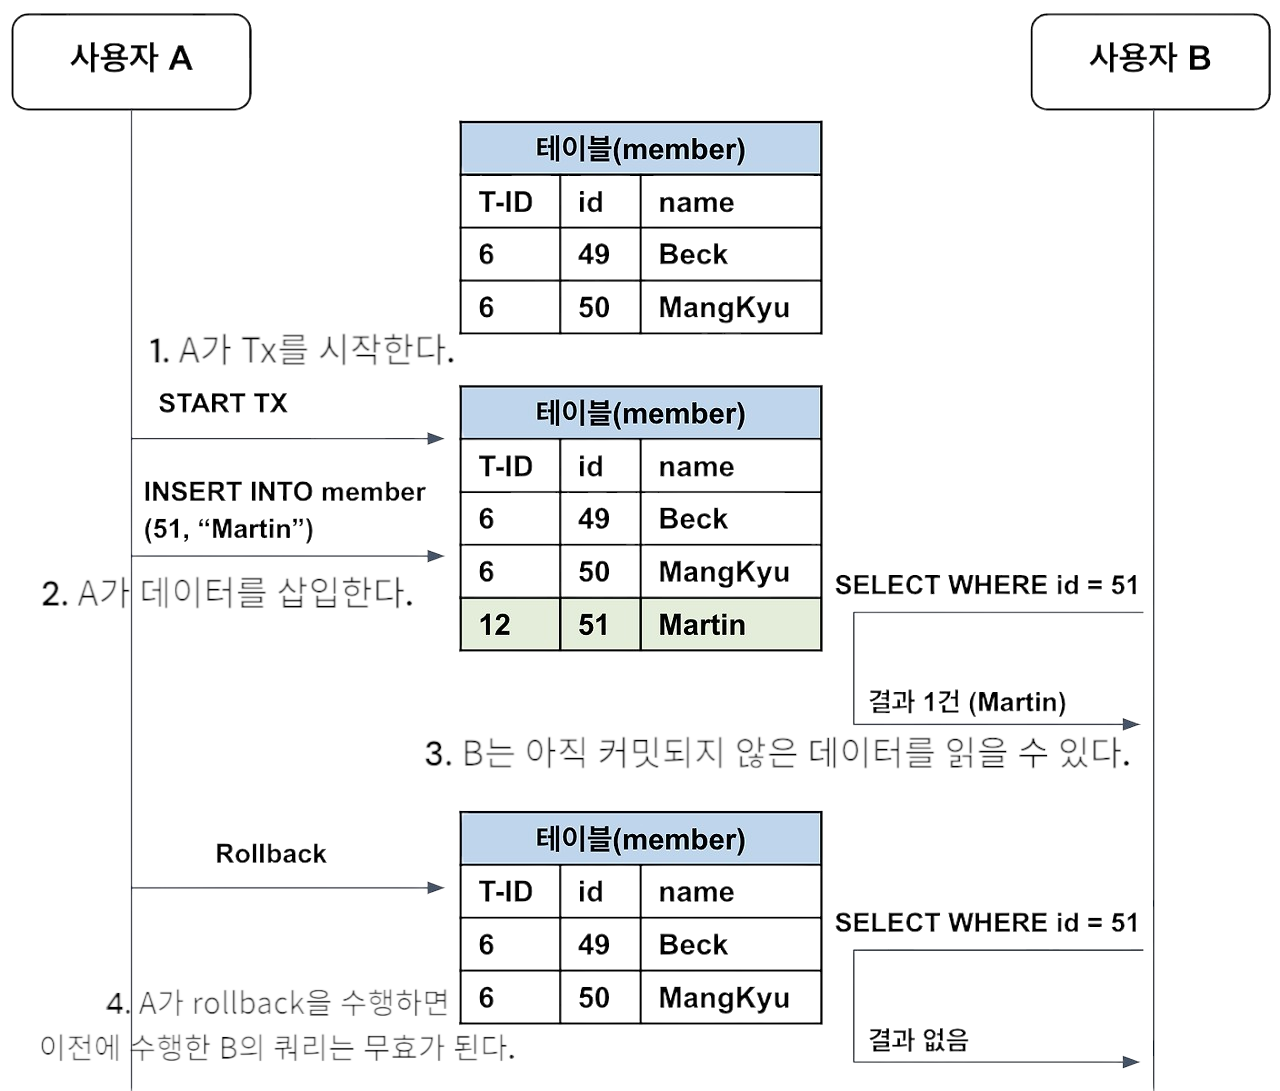 사용자 A
사용자 B
테이블(member)
T-ID id name
6 49 Beck
6 50 MangKyu
1. A가 Tx를 시작한다.
START TX
테이블(member)
T-ID id name
6 49 Beck
6 50 MangKyu
12 51 Martin
INSERT INTO member
(51, “Martin”)
2. A가 데이터를 삽입한다.
SELECT WHERE id = 51
결과 1건 (Martin)
3. B는 아직 커밋되지 않은 데이터를 읽을 수 있다.
Rollback
테이블(member)
T-ID id name
6 49 Beck
6 50 MangKyu
SELECT WHERE id = 51
결과 없음
4. A가 rollback을 수행하면
이전에 수행한 B의 쿼리는 무효가 된다.